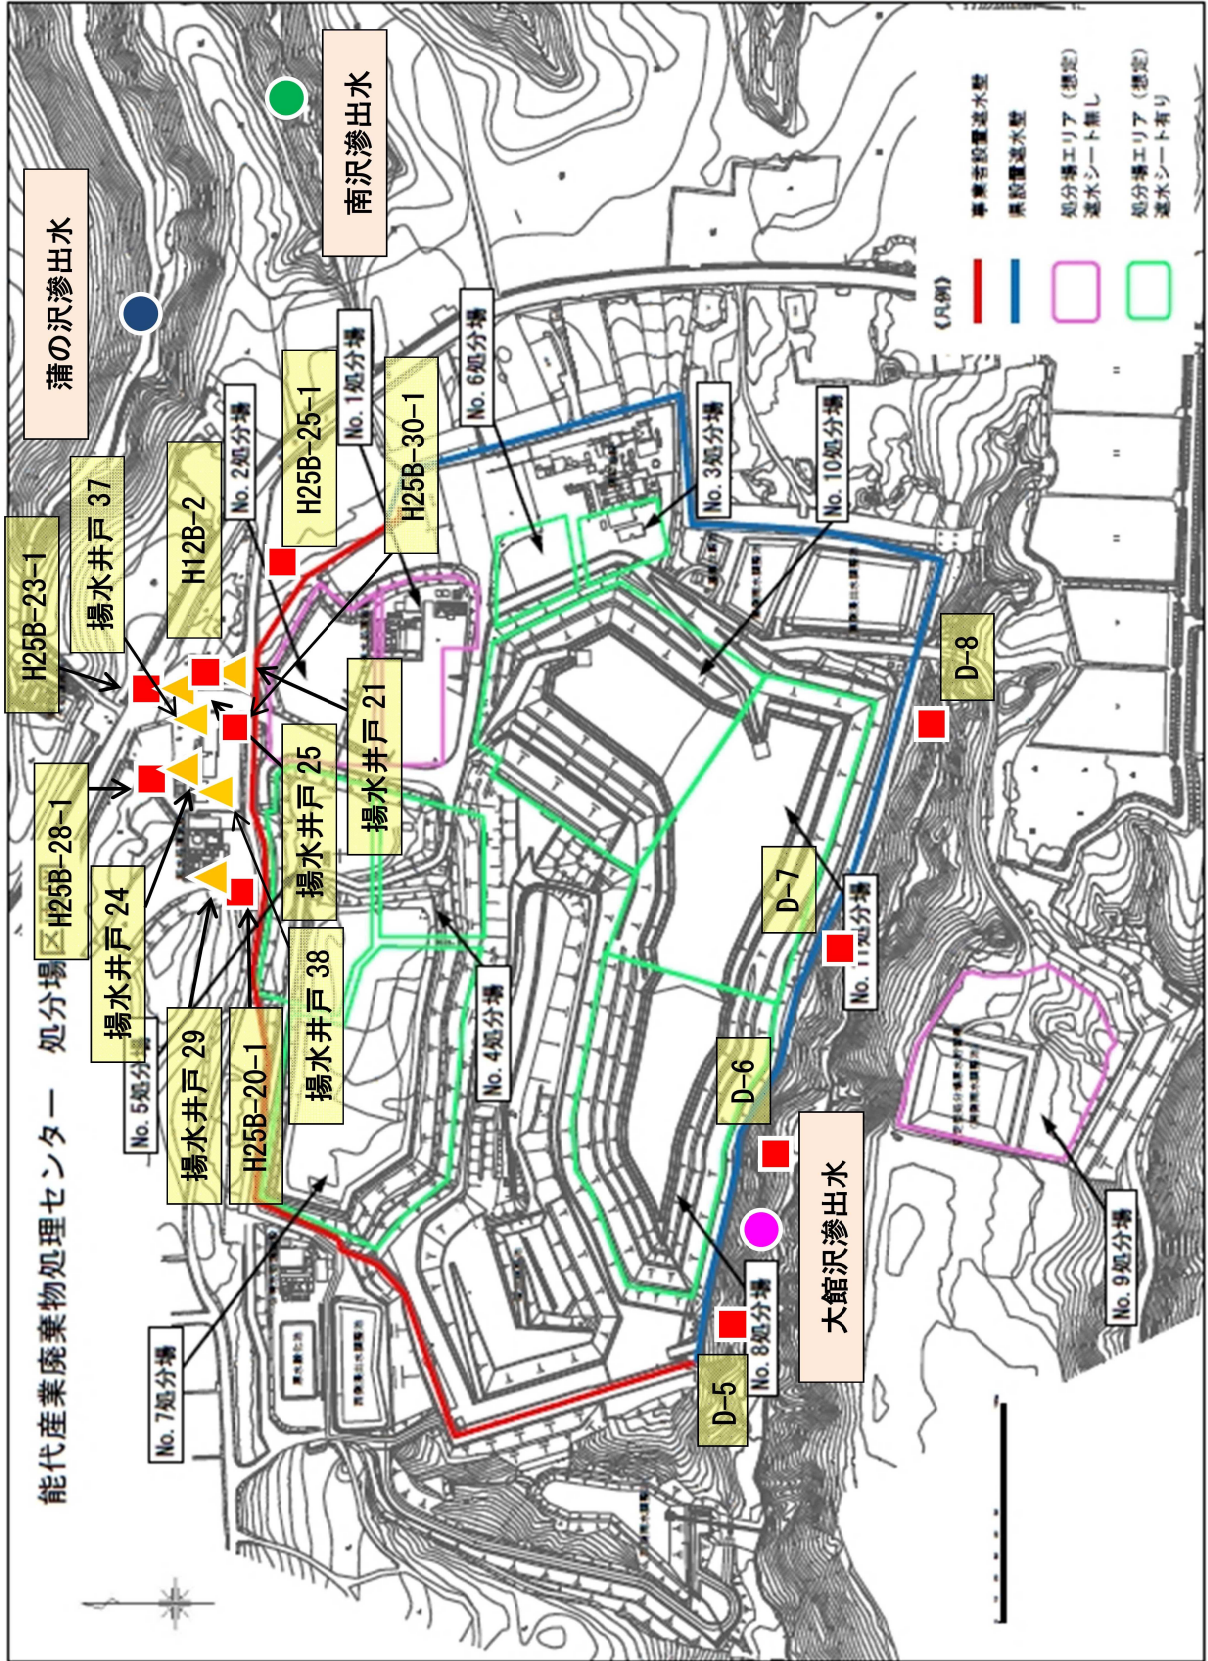 能代産業廃棄物処理センター 処分場区画
蒲の沢滲出水
南沢滲出水
大館沢滲出水
H25B-23-1
揚水井戸 37
H12B-2
H25B-25-1
H25B-30-1
No. 2処分場
No. 1処分場
No. 6処分場
No. 3処分場
No. 10処分場
H25B-28-1
揚水井戸 24
揚水井戸 25
揚水井戸 21
揚水井戸 29
H25B-20-1
揚水井戸 38
No. 5処分場
No. 4処分場
No. 7処分場
No. 8処分場
No. 11処分場
No. 9処分場
D-8
D-7
D-6
D-5
《凡例》
事業者設置遮水壁
県設置遮水壁
処分場エリア（想定）
遮水シート無し
処分場エリア（想定）
遮水シート有り